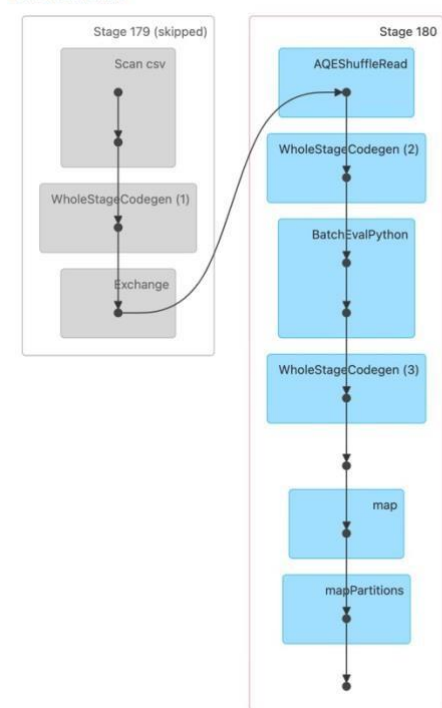 Stage 179 (skipped)
Scan csv
WholeStageCodegen (1)
Exchange
Stage 180
AQEShuffleRead
WholeStageCodegen (2)
BatchEvalPython
WholeStageCodegen (3)
map
mapPartitions